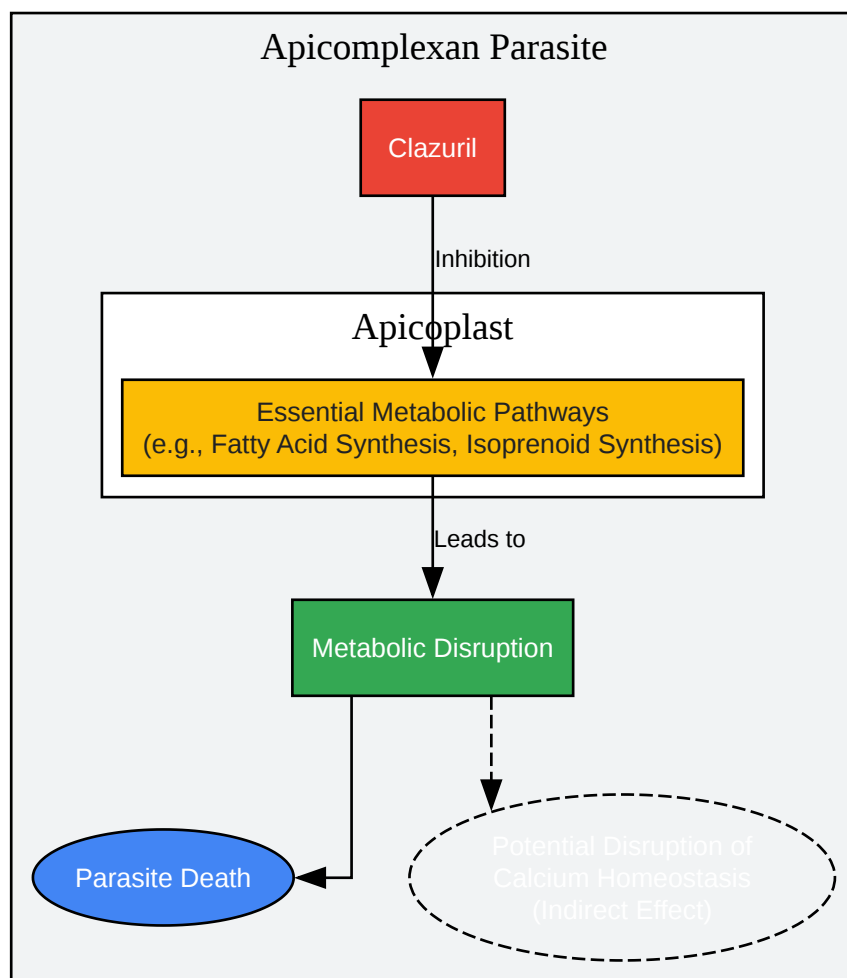 Apicomplexan Parasite
Clazuril
Inhibition
Apicoplast
Essential Metabolic Pathways
(e.g., Fatty Acid Synthesis, Isoprenoid Synthesis)
Leads to
Metabolic Disruption
Parasite Death
Potential Disruption of
Calcium Homeostasis
(Indirect Effect)